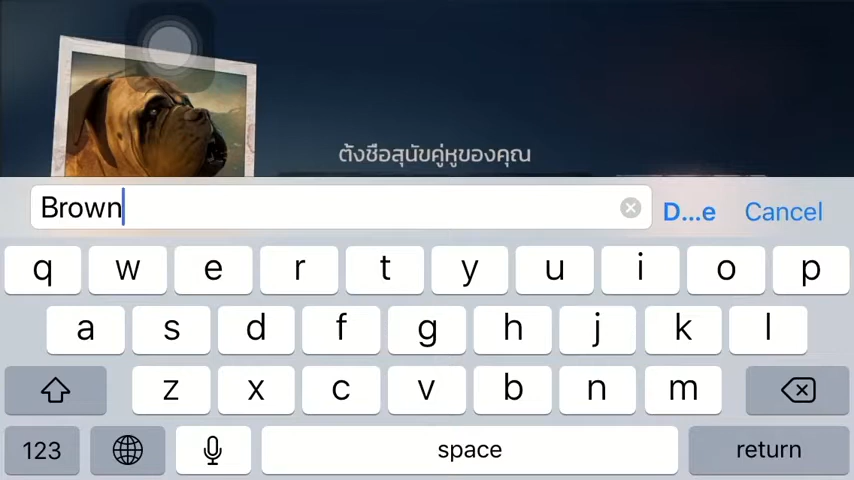 ตั้งชื่อสุนัขคู่หูของคุณ
Brown
D...e Cancel
q w e r t y u i o p
a s d f g h j k l
z x c v b n m
123 space return